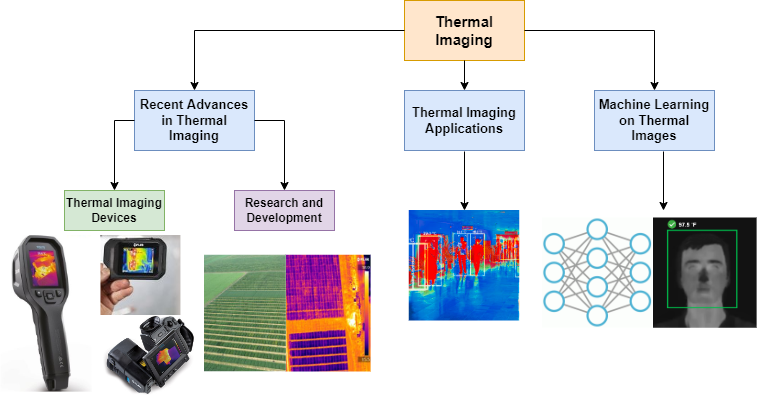 Thermal
Imaging
Recent Advances
in Thermal
Imaging
Thermal Imaging
Applications
Machine Learning
on Thermal
Images
Thermal Imaging
Devices
Research and
Development
97.5 °F